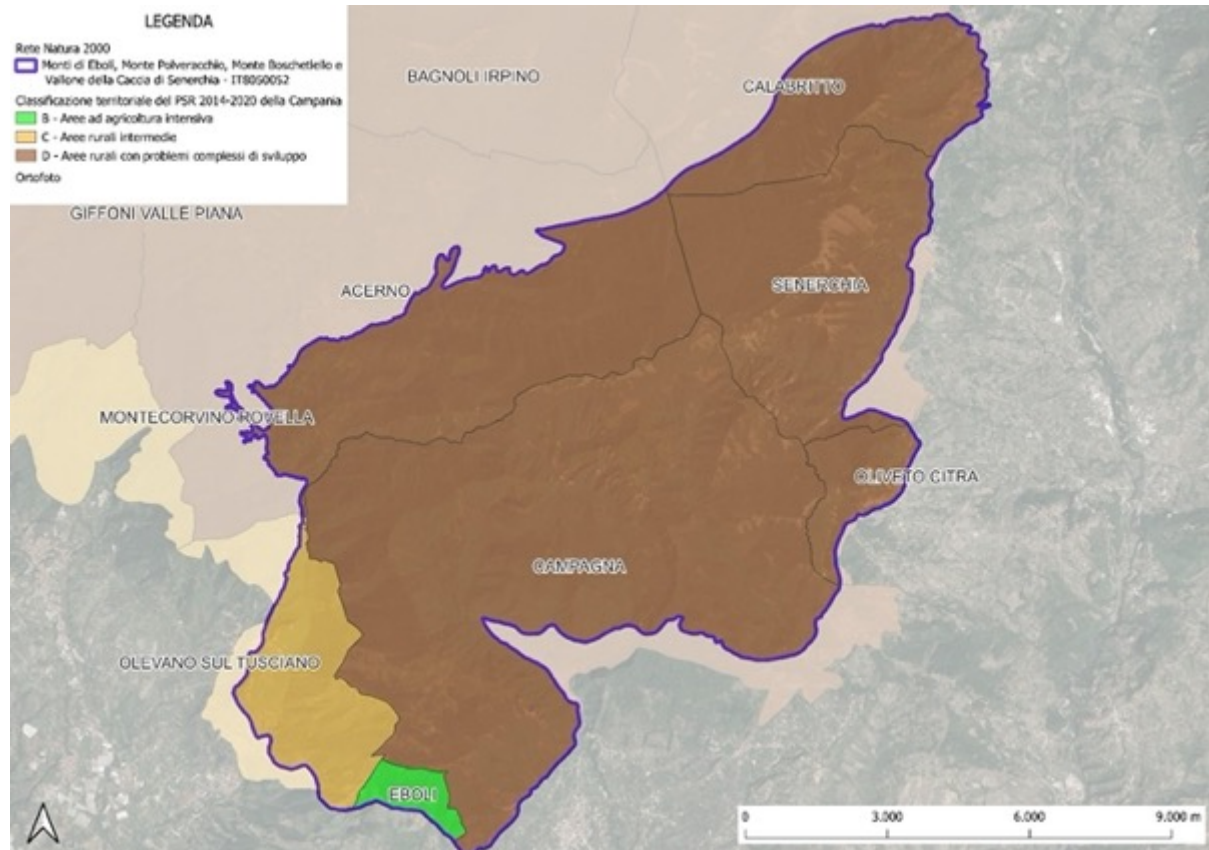 LEGENDA
Rete Natura 2000
Monti di Eboli, Monte Polveracchio, Monte Boschetiello e
Vallone della Caccia di Senerchia - IT8050052
Classificazione territoriale del PSR 2014-2020 della Campania
B - Aree ad agricoltura intensiva
C - Aree rurali intermedie
D - Aree rurali con problemi complessi di sviluppo
Ortofoto
BAGNOLI IRPINO
CALABRITTO
GIFFONI VALLE PIANA
ACERNO
SENERCHIA
MONTECORVINO ROVELLA
OLIVETO CITRA
CAMPAGNA
OLEVANO SUL TUSCIANO
EBOLI
0 3.000 6.000 9.000 m